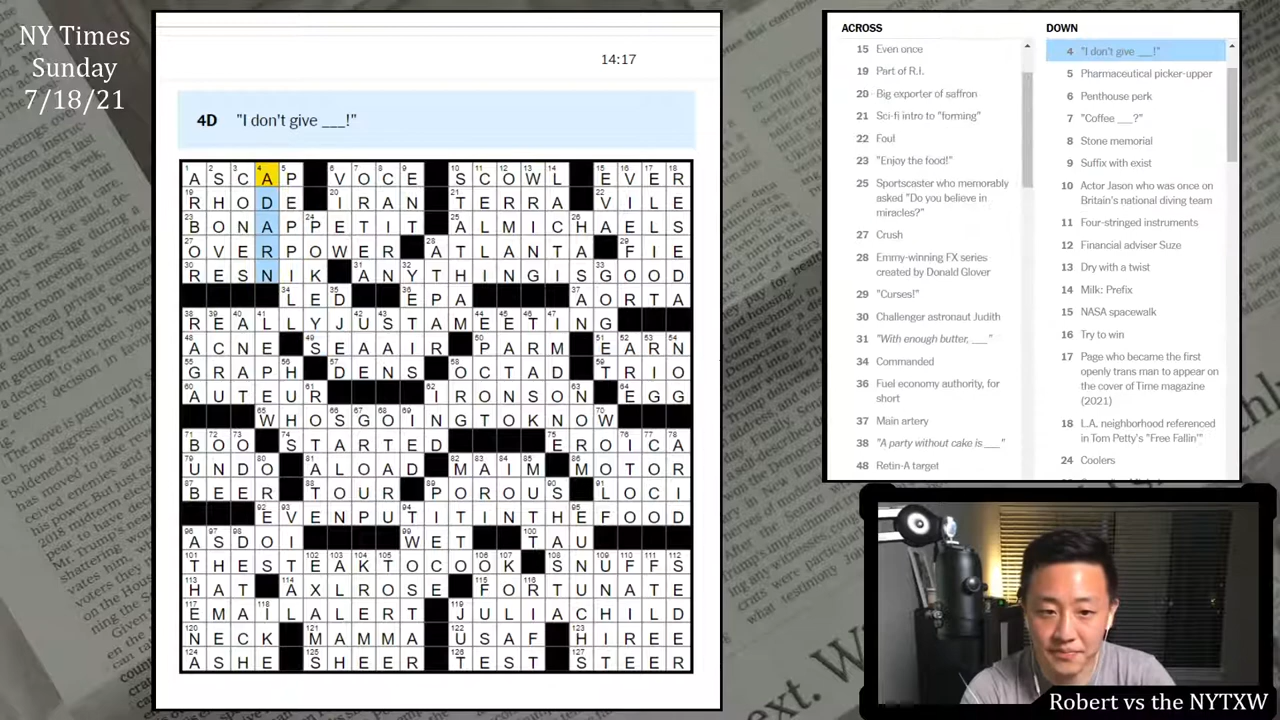 NY Times
Sunday
7/18/21
14:17
4D "I don't give ___!"
ASCAP VOCE SCOWL EVER
RHODE IRAN TERRA VILE
BONAPPETIT ALMICHAELS
OVERPOWER ATLANTA FIE
RESNIK ANYTHINGISGOOD
LED EPA AORTA
REALLYJUSTAMEETING
ACNE SEAAIR PARM EARN
GRAPH DENS OCTAD TRIO
AUTEUR IRONSON EGG
WHOSGOINGTOKNOW
BOO STARTED EROICA
UNDO ALOAD AAIM MOTOR
BEER TOUR POROUS LOCI
EVENPUTITINTHEFOOD
ASDOI WET TAU
THESTEAKTOCOOK SNUFFS
HAT AXLROSE FORTUNATE
EMAILALERT JULIACHILD
NECK MAMMA USAF HIREE
ASHE SHEER TEST STEER
ACROSS
15 Even once
19 Part of R.I.
20 Big exporter of saffron
21 Sci-fi intro to "forming"
22 Foul
23 "Enjoy the food!"
25 Sportscaster who memorably
asked "Do you believe in
miracles?"
27 Crush
28 Emmy-winning FX series
created by Donald Glover
29 "Curses!"
30 Challenger astronaut Judith
31 "With enough butter, ___"
34 Commanded
36 Fuel economy authority, for
short
37 Main artery
38 "A party without cake is ___"
48 Retin-A target
DOWN
4 "I don't give ___!"
5 Pharmaceutical picker-upper
6 Penthouse perk
7 "Coffee ___?"
8 Stone memorial
9 Suffix with exist
10 Actor Jason who was once on
Britain's national diving team
11 Four-stringed instruments
12 Financial adviser Suze
13 Dry with a twist
14 Milk: Prefix
15 NASA spacewalk
16 Try to win
17 Page who became the first
openly trans man to appear on
the cover of Time magazine
(2021)
18 L.A. neighborhood referenced
in Tom Petty's "Free Fallin'"
24 Coolers
Robert vs the NYTXW